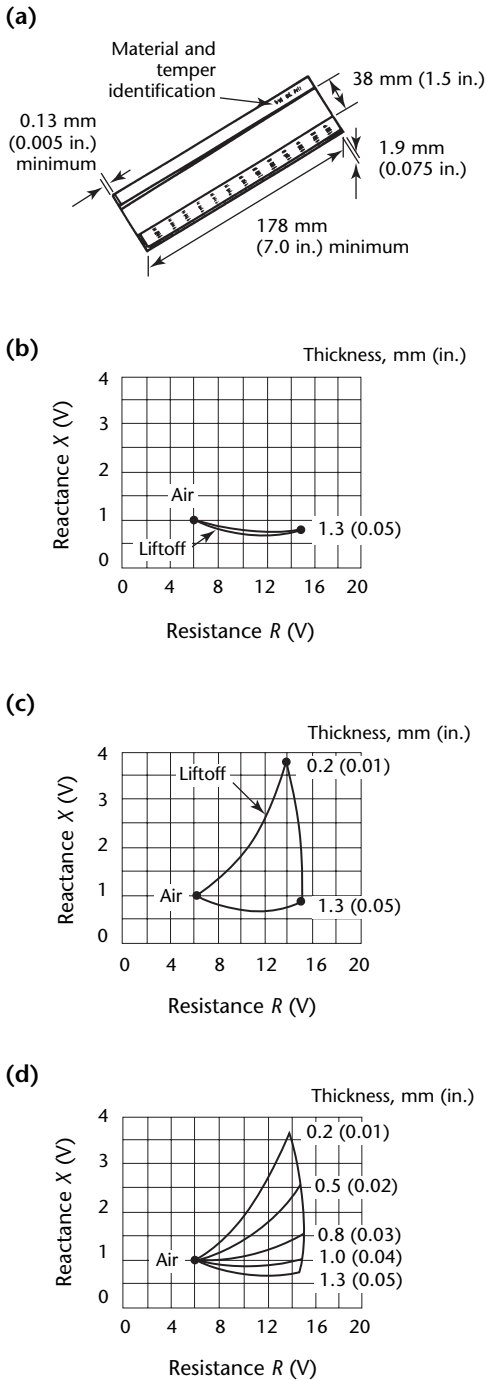 (a)
Material and
temper
identification
38 mm (1.5 in.)
0.13 mm
(0.005 in.)
minimum
1.9 mm
(0.075 in.)
178 mm
(7.0 in.) minimum
(b)
Thickness, mm (in.)
Reactance X (V)
4
3
2
1
0
Air
Liftoff
1.3 (0.05)
0 4 8 12 16 20
Resistance R (V)
(c)
Thickness, mm (in.)
Reactance X (V)
4
3
2
1
0
0.2 (0.01)
Liftoff
Air
1.3 (0.05)
0 4 8 12 16 20
Resistance R (V)
(d)
Thickness, mm (in.)
Reactance X (V)
4
3
2
1
0
0.2 (0.01)
0.5 (0.02)
0.8 (0.03)
Air
1.0 (0.04)
1.3 (0.05)
0 4 8 12 16 20
Resistance R (V)